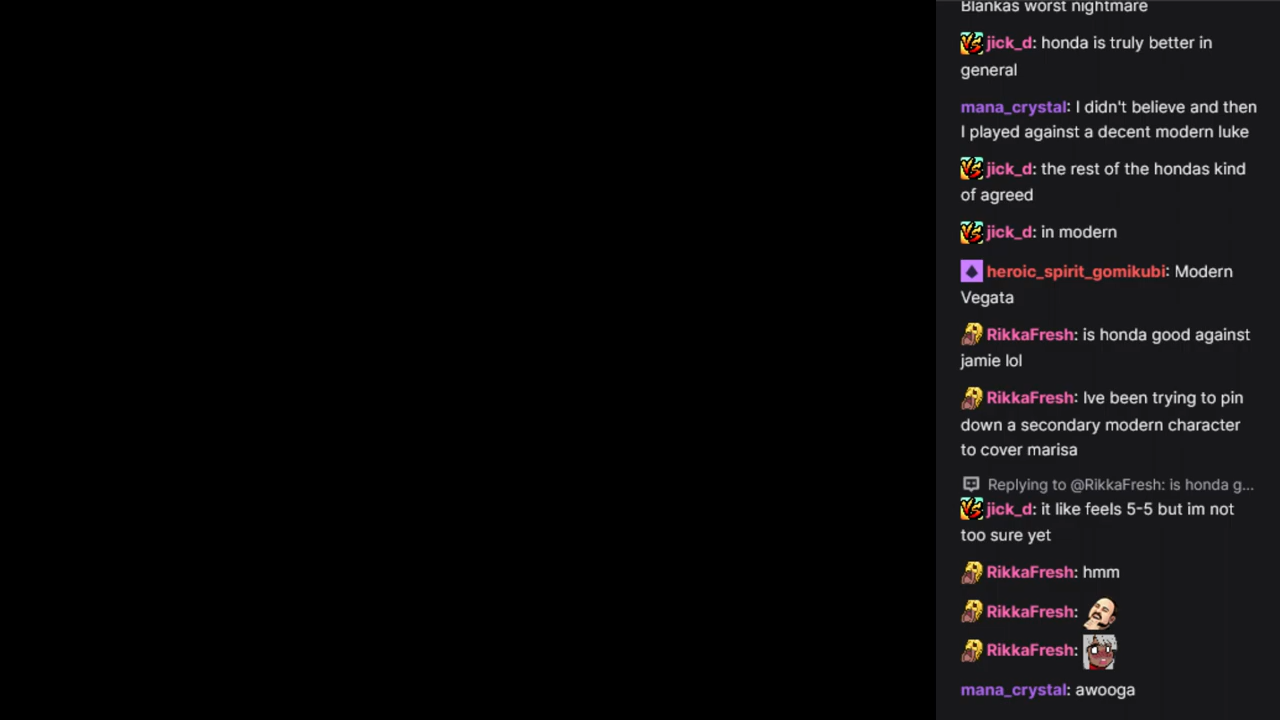 Blankas worst nightmare
jick_d: honda is truly better in
general
mana_crystal: I didn't believe and then
I played against a decent modern luke
jick_d: the rest of the hondas kind
of agreed
jick_d: in modern
heroic_spirit_gomikubi: Modern
Vegata
RikkaFresh: is honda good against
jamie lol
RikkaFresh: Ive been trying to pin
down a secondary modern character
to cover marisa
Replying to @RikkaFresh: is honda g...
jick_d: it like feels 5-5 but im not
too sure yet
RikkaFresh: hmm
RikkaFresh:
RikkaFresh:
mana_crystal: awooga